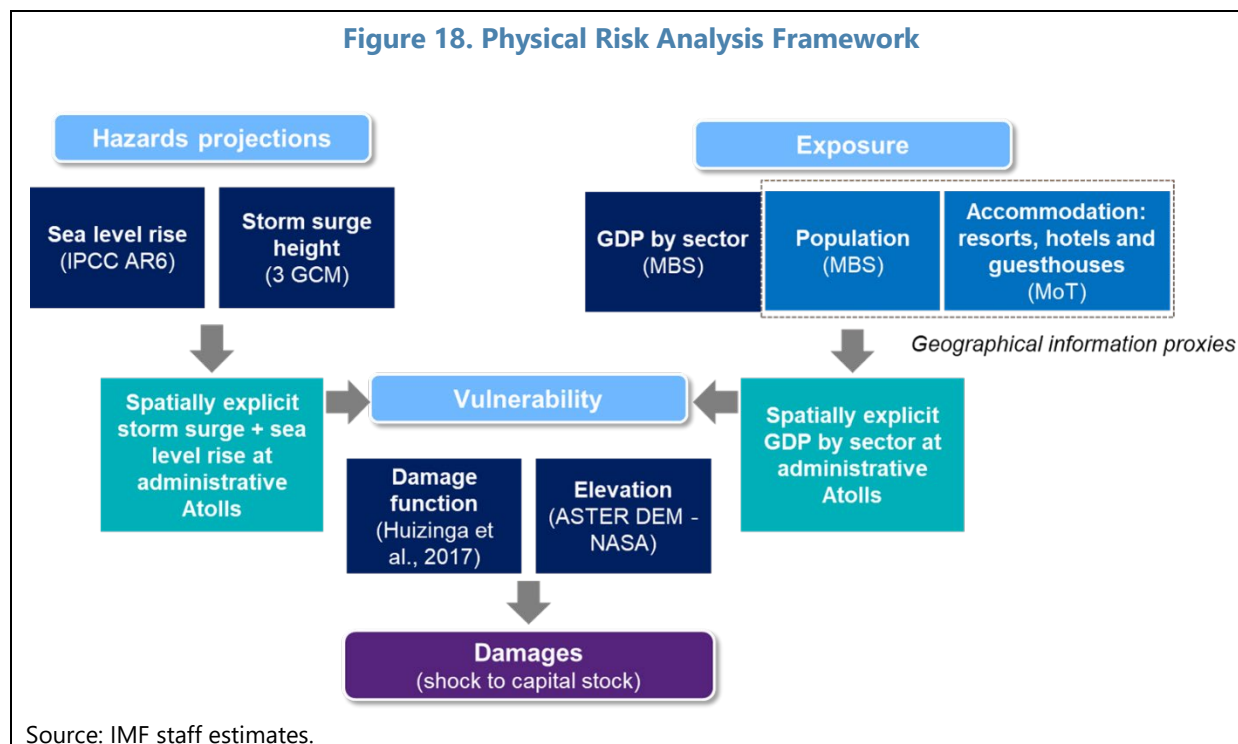 Figure 18. Physical Risk Analysis Framework
Hazards projections
Exposure
Sea level rise
(IPCC AR6)
Storm surge
height
(3 GCM)
GDP by sector
(MBS)
Population
(MBS)
Accommodation:
resorts, hotels and
guesthouses
(MoT)
Geographical information proxies
Spatially explicit
storm surge + sea
level rise at
administrative
Atolls
Vulnerability
Spatially explicit
GDP by sector at
administrative
Atolls
Damage
function
(Huizinga et
al., 2017)
Elevation
(ASTER DEM -
NASA)
Damages
(shock to capital stock)
Source: IMF staff estimates.